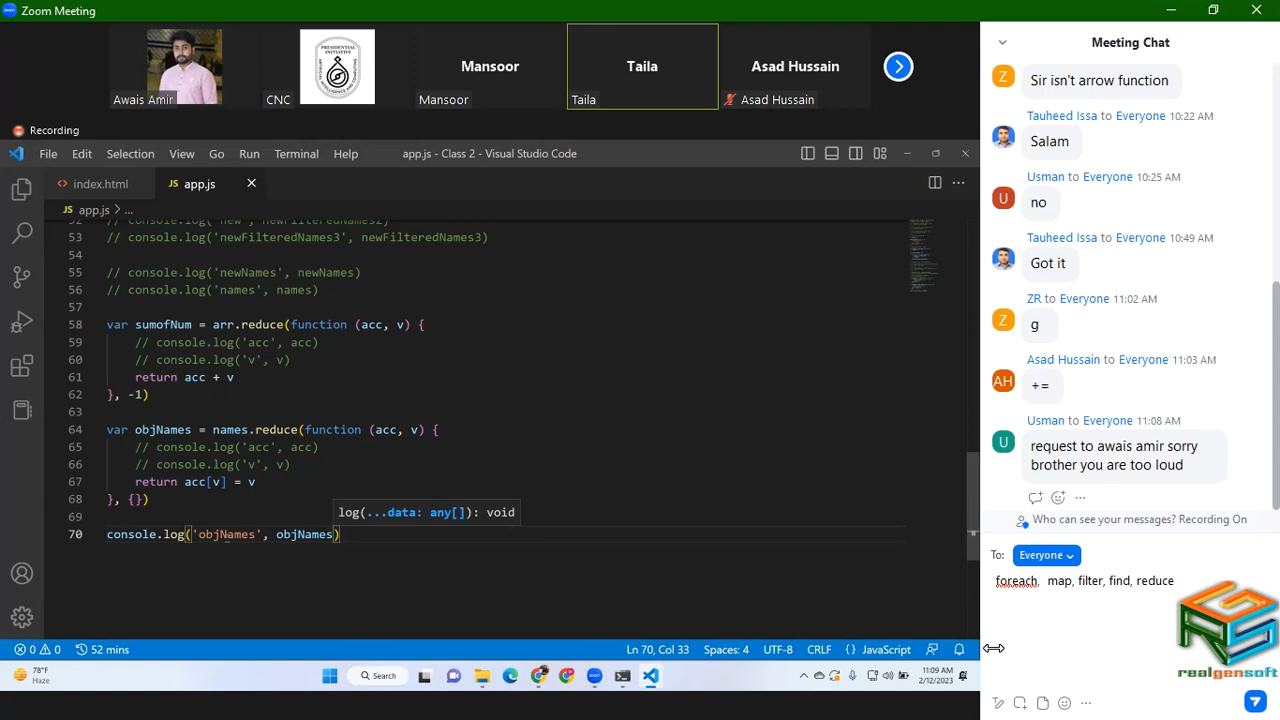 Zoom Meeting
Awais Amir
PRESIDENTIAL INITIATIVE
CNC
Mansoor
Mansoor
Taila
Taila
Asad Hussain
Asad Hussain
Recording
File Edit Selection View Go Run Terminal Help
app.js - Class 2 - Visual Studio Code
index.html
JS app.js
JS app.js > ...
52 // console.log('new', newFilteredNames2)
53 // console.log('newFilteredNames3', newFilteredNames3)
54
55 // console.log('newNames', newNames)
56 // console.log('names', names)
57
58 var sumofNum = arr.reduce(function (acc, v) {
59 // console.log('acc', acc)
60 // console.log('v', v)
61 return acc + v
62 }, -1)
63
64 var objNames = names.reduce(function (acc, v) {
65 // console.log('acc', acc)
66 // console.log('v', v)
67 return acc[v] = v
68 }, {})
log(...data: any[]): void
69
70 console.log('objNames', objNames)
0 0 52 mins
Ln 70, Col 33 Spaces: 4 UTF-8 CRLF {} JavaScript
78°F
Haze
Search
11:09 AM
2/12/2023
Meeting Chat
Z
Sir isn't arrow function
Tauheed Issa to Everyone 10:22 AM
Salam
Usman to Everyone 10:25 AM
U
no
Tauheed Issa to Everyone 10:49 AM
Got it
ZR to Everyone 11:02 AM
Z
g
Asad Hussain to Everyone 11:03 AM
AH
+=
Usman to Everyone 11:08 AM
U
request to awais amir sorry
brother you are too loud
Who can see your messages? Recording On
To: Everyone
foreach, map, filter, find, reduce
realgensoft